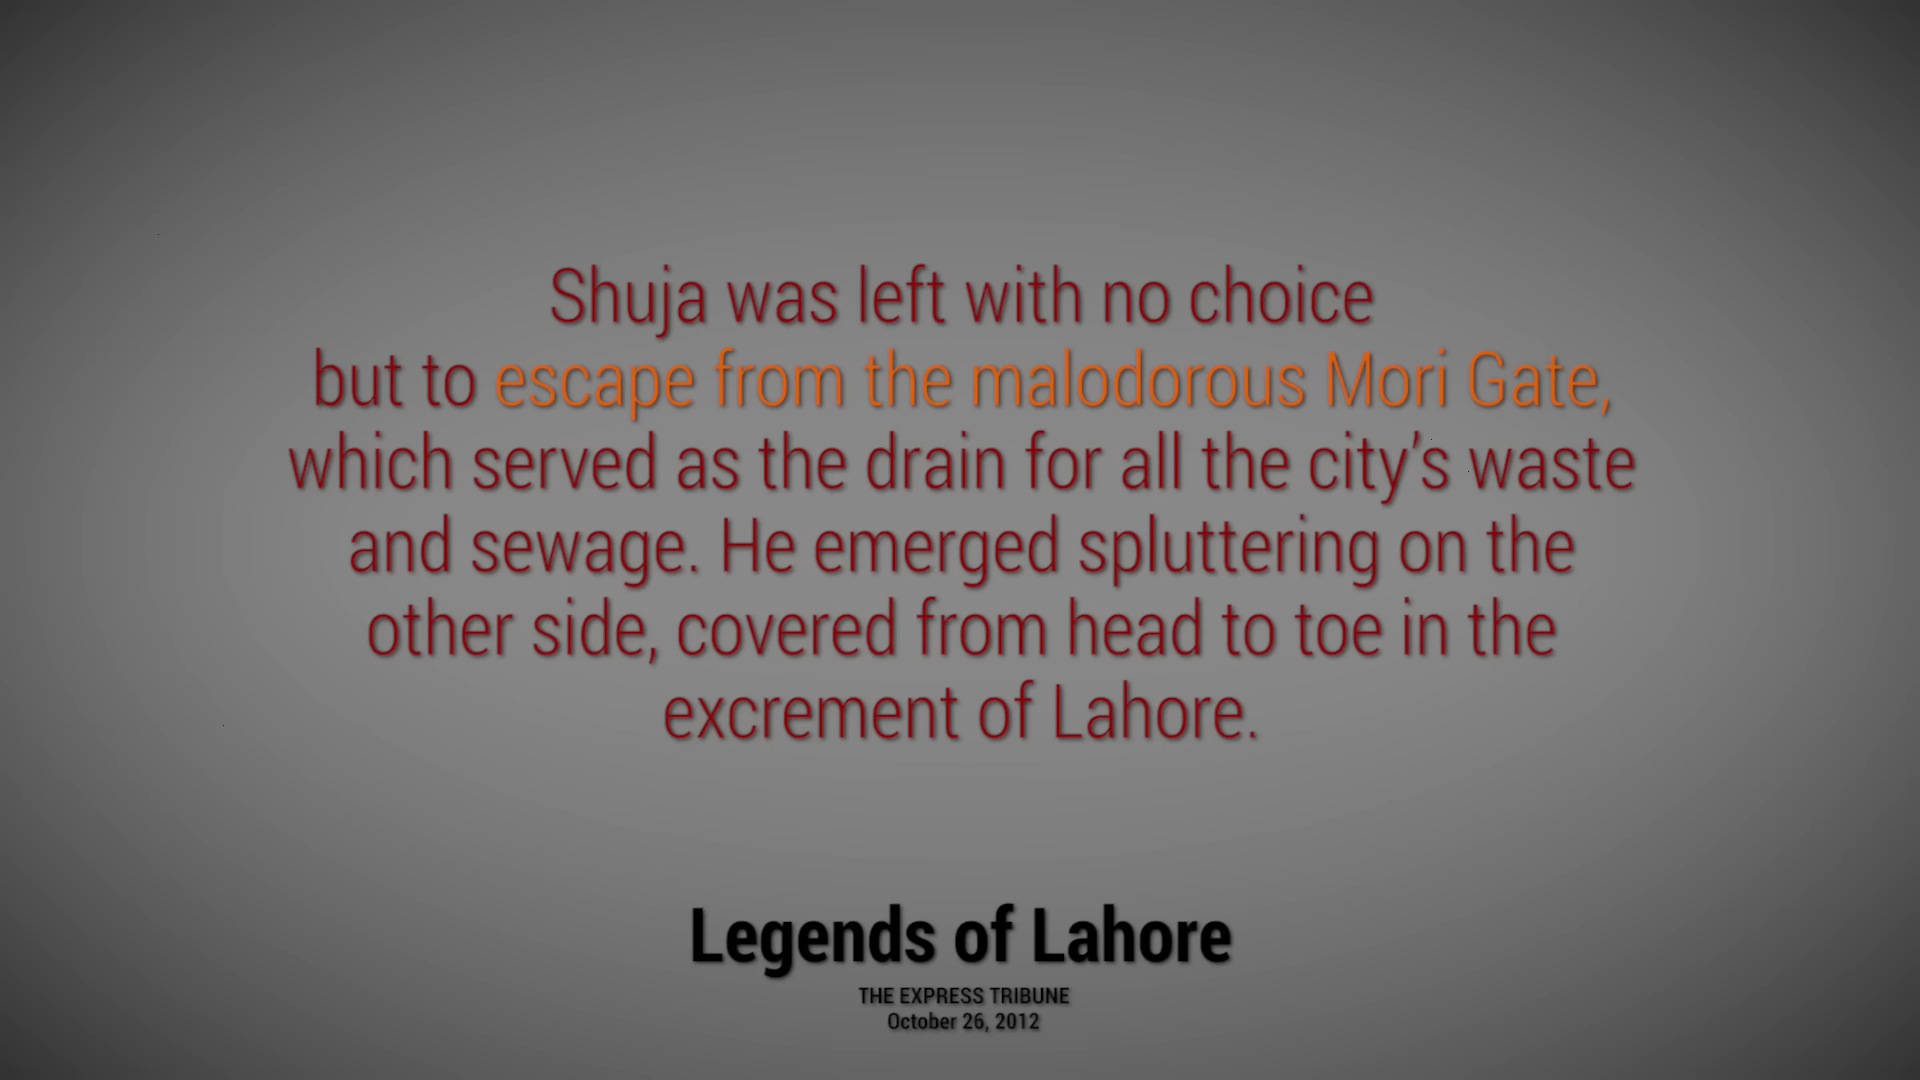 Shuja was left with no choice
but to escape from the malodorous Mori Gate,
which served as the drain for all the city’s waste
and sewage. He emerged spluttering on the
other side, covered from head to toe in the
excrement of Lahore.
Legends of Lahore
THE EXPRESS TRIBUNE
October 26, 2012